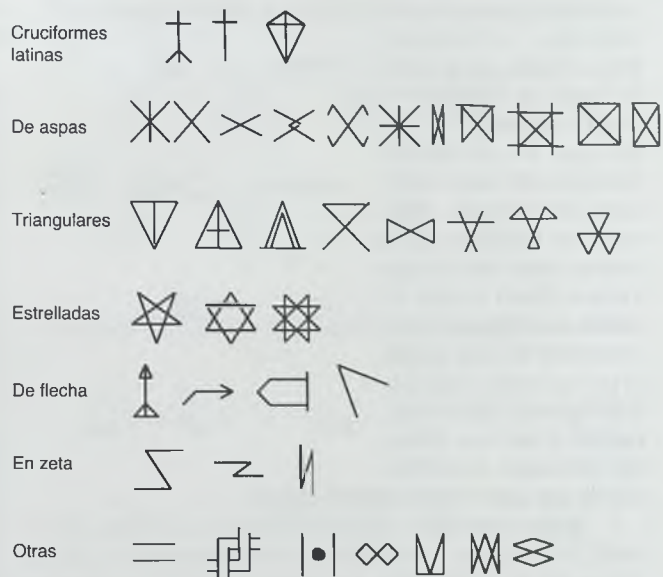 Cruciformes
latinas
De aspas
Triangulares
Estrelladas
De flecha
En zeta
Otras